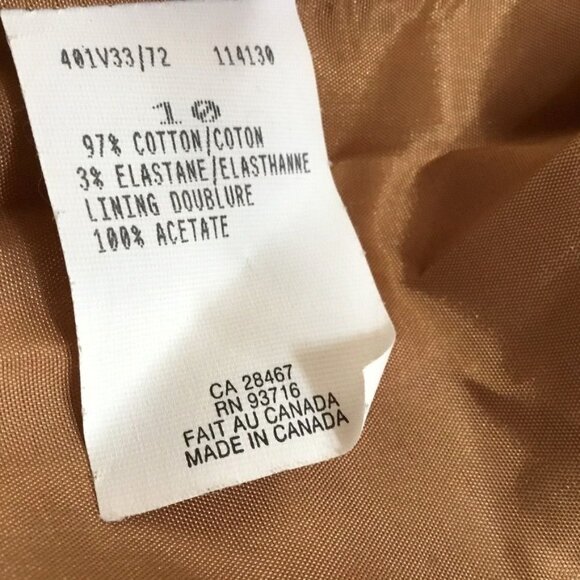 401V33/72 114130
10
97% COTTON/COTON
3% ELASTANE/ELASTHANNE
LINING DOUBLURE
100% ACETATE
CA 28467
RN 93716
FAIT AU CANADA
MADE IN CANADA